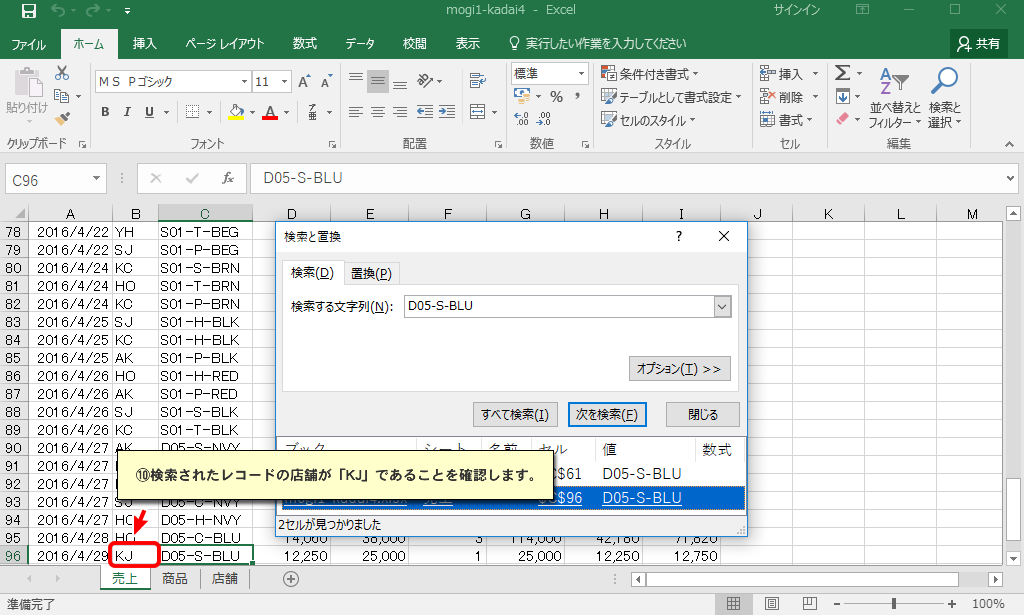 mogi1-kadai4 - Excel
サインイン
ファイル ホーム 挿入 ページ レイアウト 数式 データ 校閲 表示 実行したい作業を入力してください 共有
貼り付け
クリップボード
ＭＳ Ｐゴシック 11
B I U
フォント
配置
標準
%
数値
条件付き書式
テーブルとして書式設定
セルのスタイル
スタイル
挿入
削除
書式
セル
並べ替えと
フィルター
検索と
選択
編集
C96 fx D05-S-BLU
A B C D E F G H I J K L M
78 2016/4/22 YH S01-T-BEG
79 2016/4/22 SJ S01-P-BEG
80 2016/4/24 KC S01-S-BRN
81 2016/4/24 HO S01-T-BRN
82 2016/4/24 KC S01-P-BRN
83 2016/4/25 SJ S01-H-BLK
84 2016/4/25 KC S01-H-BLK
85 2016/4/25 AK S01-P-BLK
86 2016/4/26 HO S01-H-RED
87 2016/4/26 AK S01-P-RED
88 2016/4/26 SJ S01-S-BLK
89 2016/4/26 KC S01-T-BLK
90 2016/4/27 AK D05-S-NVY
91 2016/4/27
92 2016/4/27
93 2016/4/27 SJ D05-C-NVY
94 2016/4/27 HO D05-H-NVY
95 2016/4/28 HO D05-C-BLU 14,060 38,000 3 114,000 42,180 71,820
96 2016/4/29 KJ D05-S-BLU 12,250 25,000 1 25,000 12,250 12,750
検索と置換 ?
検索(D) 置換(P)
検索する文字列(N): D05-S-BLU
オプション(T) >>
すべて検索(I) 次を検索(F) 閉じる
ブック シート 名前 セル 値 数式
$61 D05-S-BLU
mogi1-kadai4.xlsx 売上 $C$96 D05-S-BLU
2セルが見つかりました
⑩検索されたレコードの店舗が「KJ」であることを確認します。
売上 商品 店舗
準備完了
100%